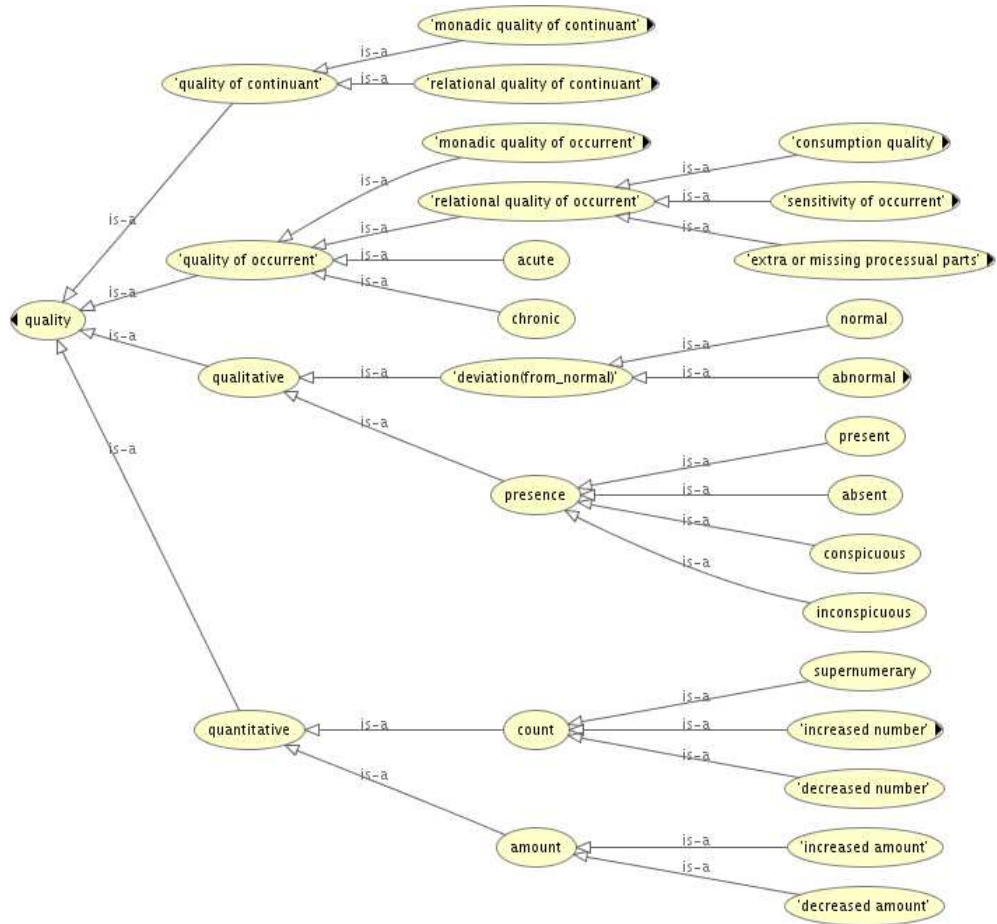 'monadic quality of continuant'
is-a
'quality of continuant'
is-a
'relational quality of continuant'
'monadic quality of occurrent'
'consumption quality'
is-a
is-a
'relational quality of occurrent'
is-a
'sensitivity of occurrent'
is-a
is-a
is-a
'quality of occurrent'
is-a
acute
'extra or missing processual parts'
is-a
is-a
quality
chronic
normal
is-a
is-a
qualitative
is-a
'deviation(from_normal)'
is-a
abnormal
is-a
present
is-a
is-a
presence
is-a
absent
is-a
conspicuous
is-a
inconspicuous
supernumerary
is-a
quantitative
is-a
count
is-a
'increased number'
is-a
is-a
'decreased number'
amount
is-a
'increased amount'
is-a
'decreased amount'